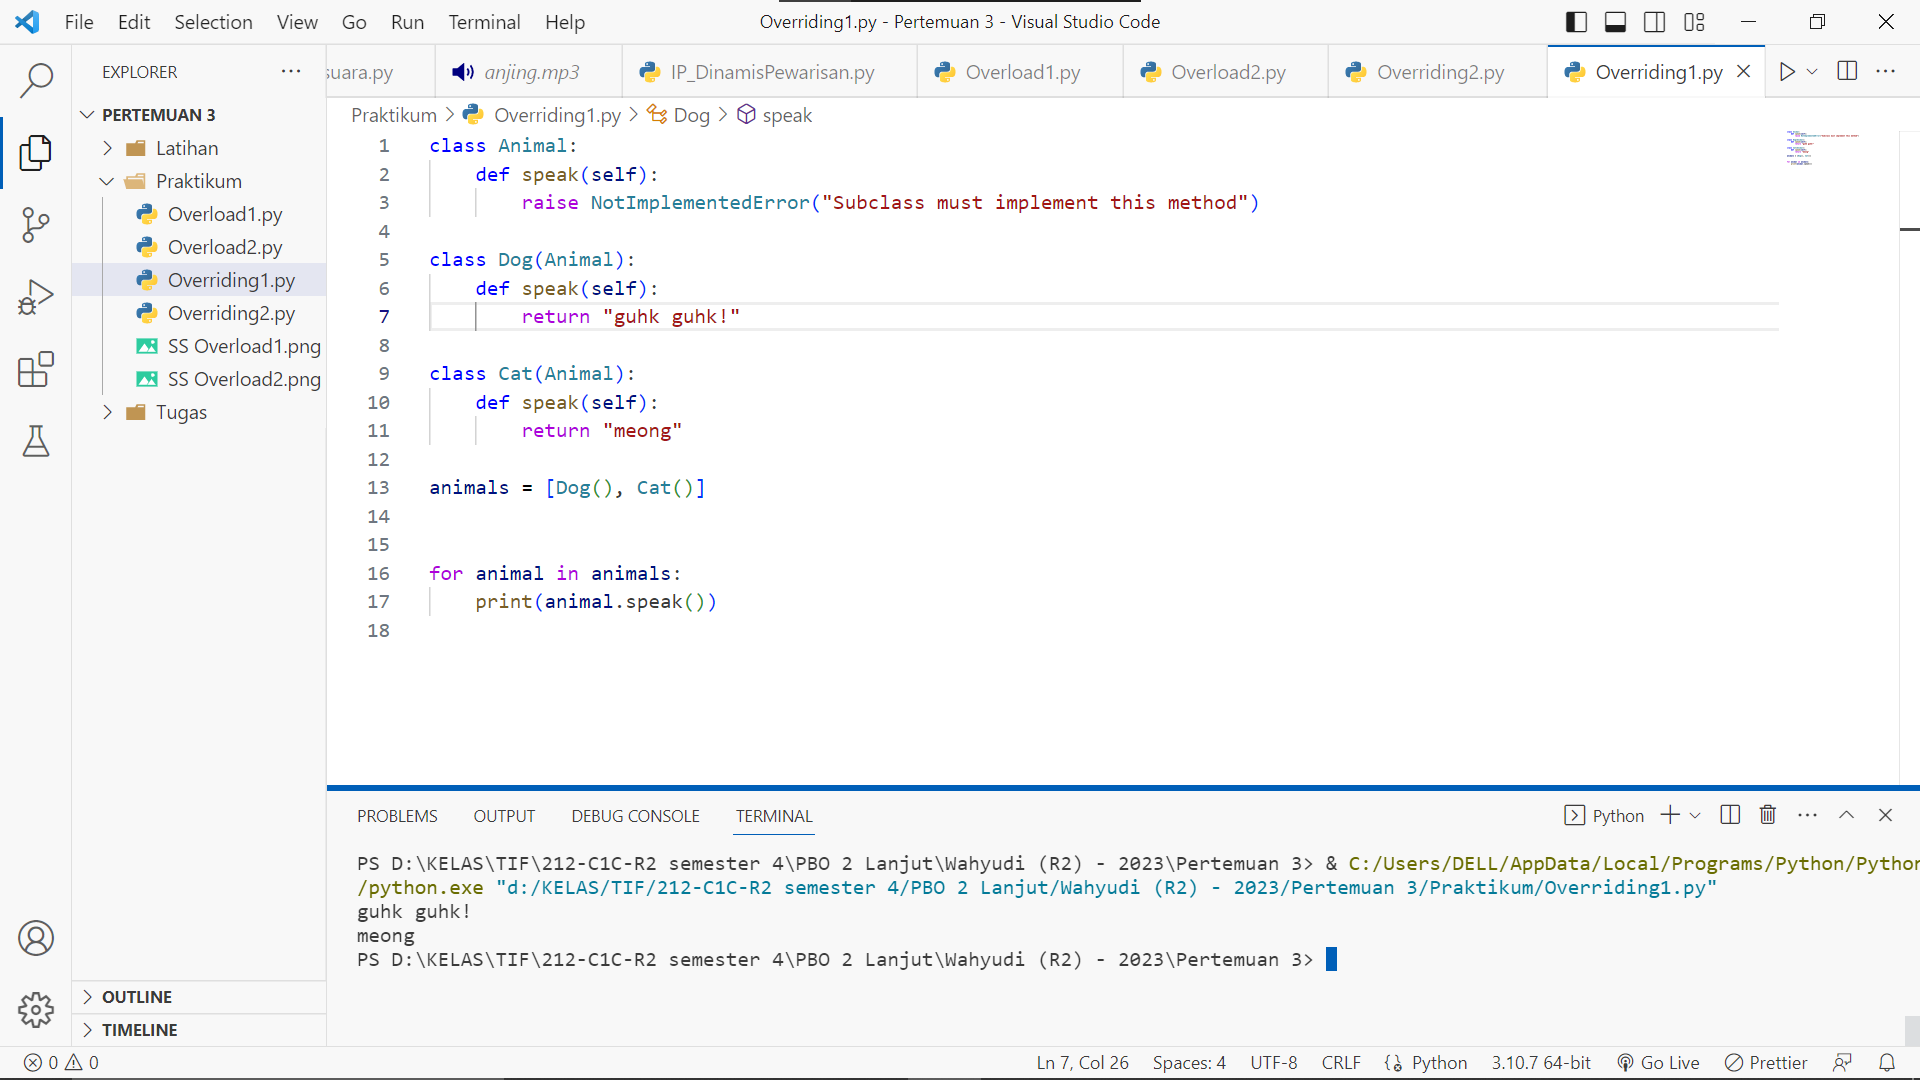 File Edit Selection View Go Run Terminal Help
Overriding1.py - Pertemuan 3 - Visual Studio Code
EXPLORER
PERTEMUAN 3
Latihan
Praktikum
Overload1.py
Overload2.py
Overriding1.py
Overriding2.py
SS Overload1.png
SS Overload2.png
Tugas
OUTLINE
TIMELINE
suara.py anjing.mp3 IP_DinamisPewarisan.py Overload1.py Overload2.py Overriding2.py Overriding1.py
Praktikum > Overriding1.py > Dog > speak
1 class Animal:
2 def speak(self):
3 raise NotImplementedError("Subclass must implement this method")
4
5 class Dog(Animal):
6 def speak(self):
7 return "guhk guhk!"
8
9 class Cat(Animal):
10 def speak(self):
11 return "meong"
12
13 animals = [Dog(), Cat()]
14
15
16 for animal in animals:
17 print(animal.speak())
18
PROBLEMS OUTPUT DEBUG CONSOLE TERMINAL
Python
PS D:\KELAS\TIF\212-C1C-R2 semester 4\PBO 2 Lanjut\Wahyudi (R2) - 2023\Pertemuan 3> & C:/Users/DELL/AppData/Local/Programs/Python/Python
/python.exe "d:/KELAS/TIF/212-C1C-R2 semester 4/PBO 2 Lanjut/Wahyudi (R2) - 2023/Pertemuan 3/Praktikum/Overriding1.py"
guhk guhk!
meong
PS D:\KELAS\TIF\212-C1C-R2 semester 4\PBO 2 Lanjut\Wahyudi (R2) - 2023\Pertemuan 3>
0 0 Ln 7, Col 26 Spaces: 4 UTF-8 CRLF Python 3.10.7 64-bit Go Live Prettier